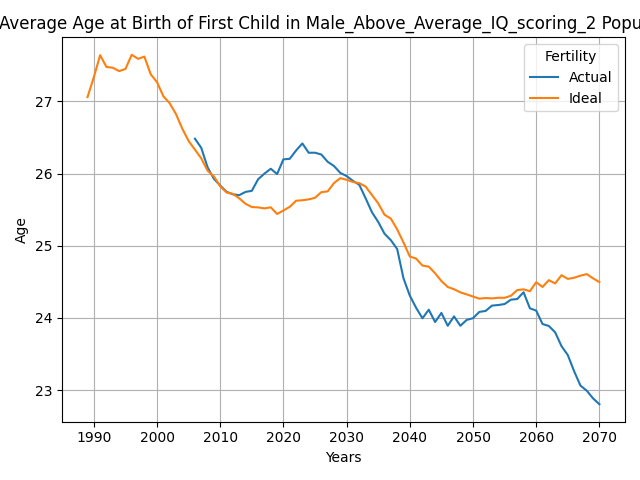 Average Age at Birth of First Child in Male_Above_Average_IQ_scoring_2 Popu
Fertility
Actual
Ideal
27
26
25
24
23
Age
1990 2000 2010 2020 2030 2040 2050 2060 2070
Years